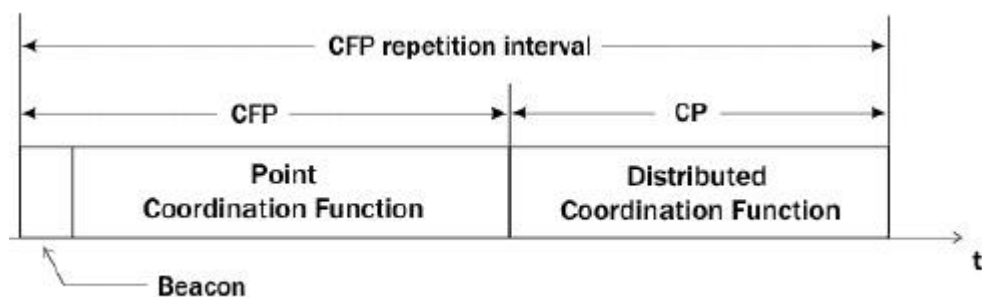 CFP repetition interval
CFP
CP
Point
Coordination Function
Distributed
Coordination Function
t
Beacon